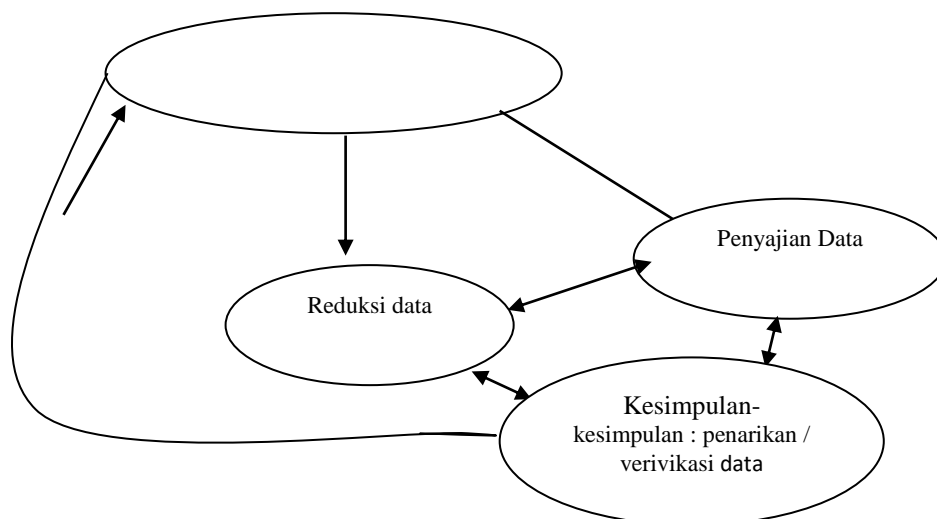 Penyajian Data
Reduksi data
Kesimpulan-
kesimpulan : penarikan /
verivikasi data